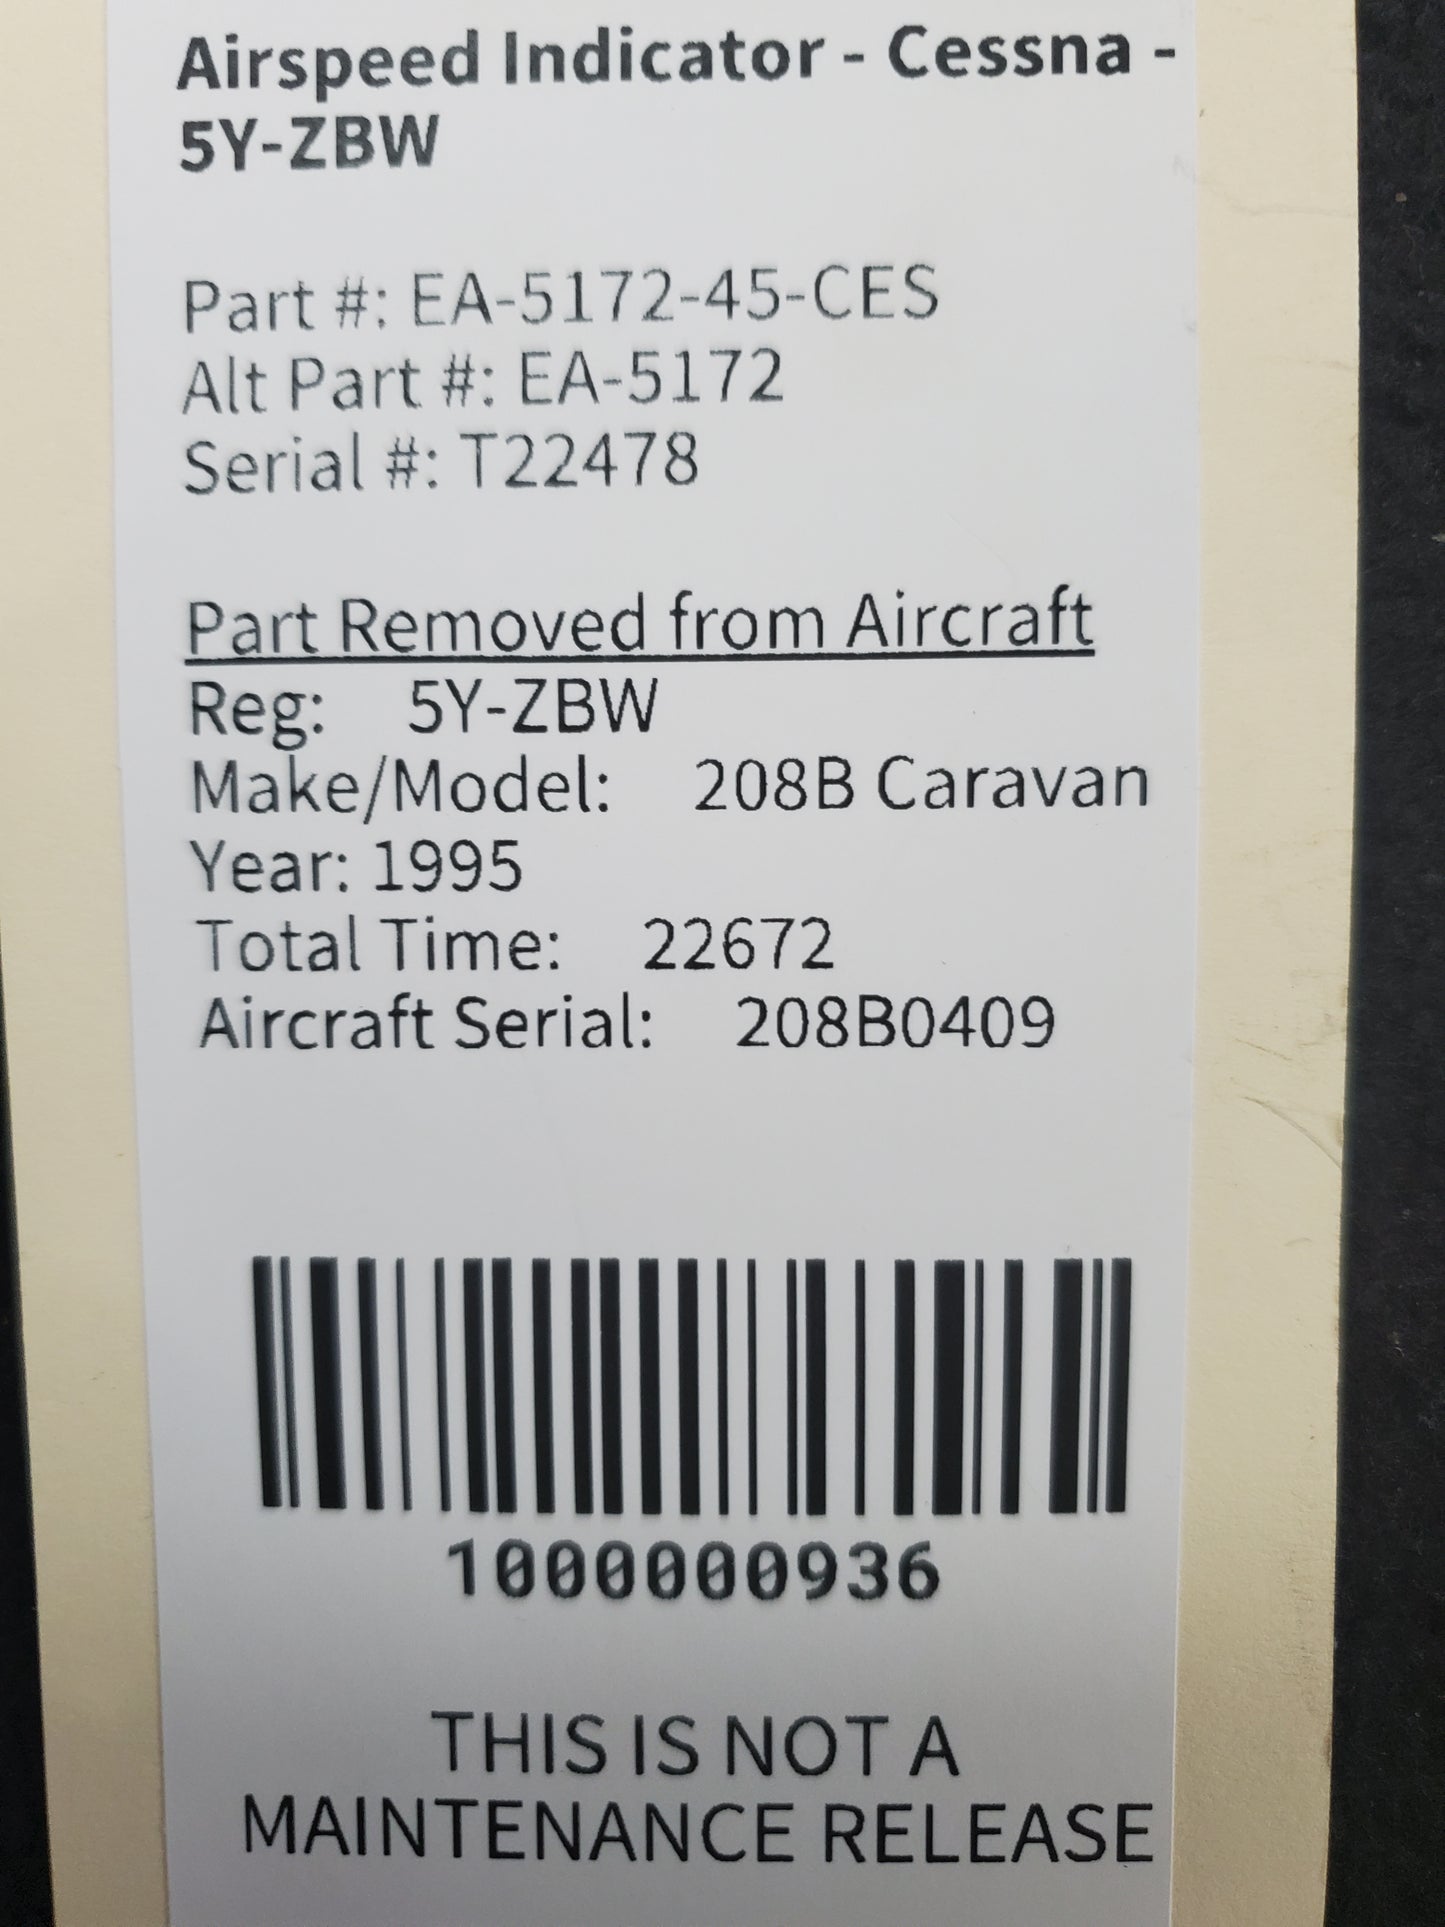 Airspeed Indicator - Cessna -
5Y-ZBW
Part #: EA-5172-45-CES
Alt Part #: EA-5172
Serial #: T22478
Part Removed from Aircraft
Reg: 5Y-ZBW
Make/Model: 208B Caravan
Year: 1995
Total Time: 22672
Aircraft Serial: 208B0409
1000000936
THIS IS NOT A
MAINTENANCE RELEASE